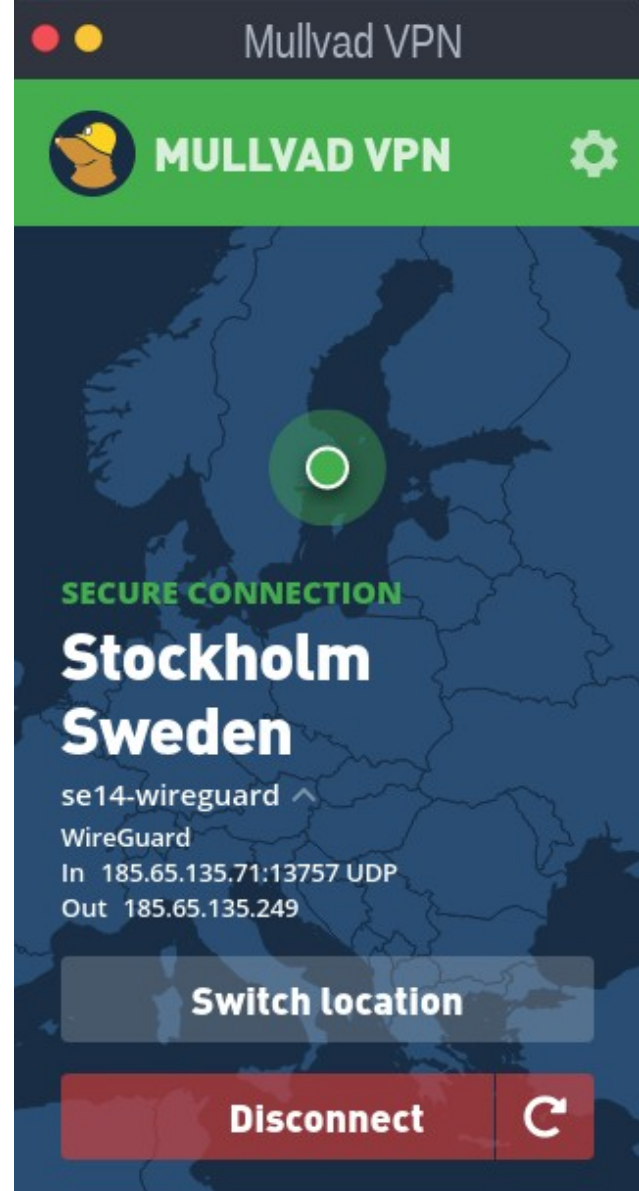 Mullvad VPN
MULLVAD VPN
SECURE CONNECTION
Stockholm
Sweden
se14-wireguard
WireGuard
In 185.65.135.71:13757 UDP
Out 185.65.135.249
Switch location
Disconnect